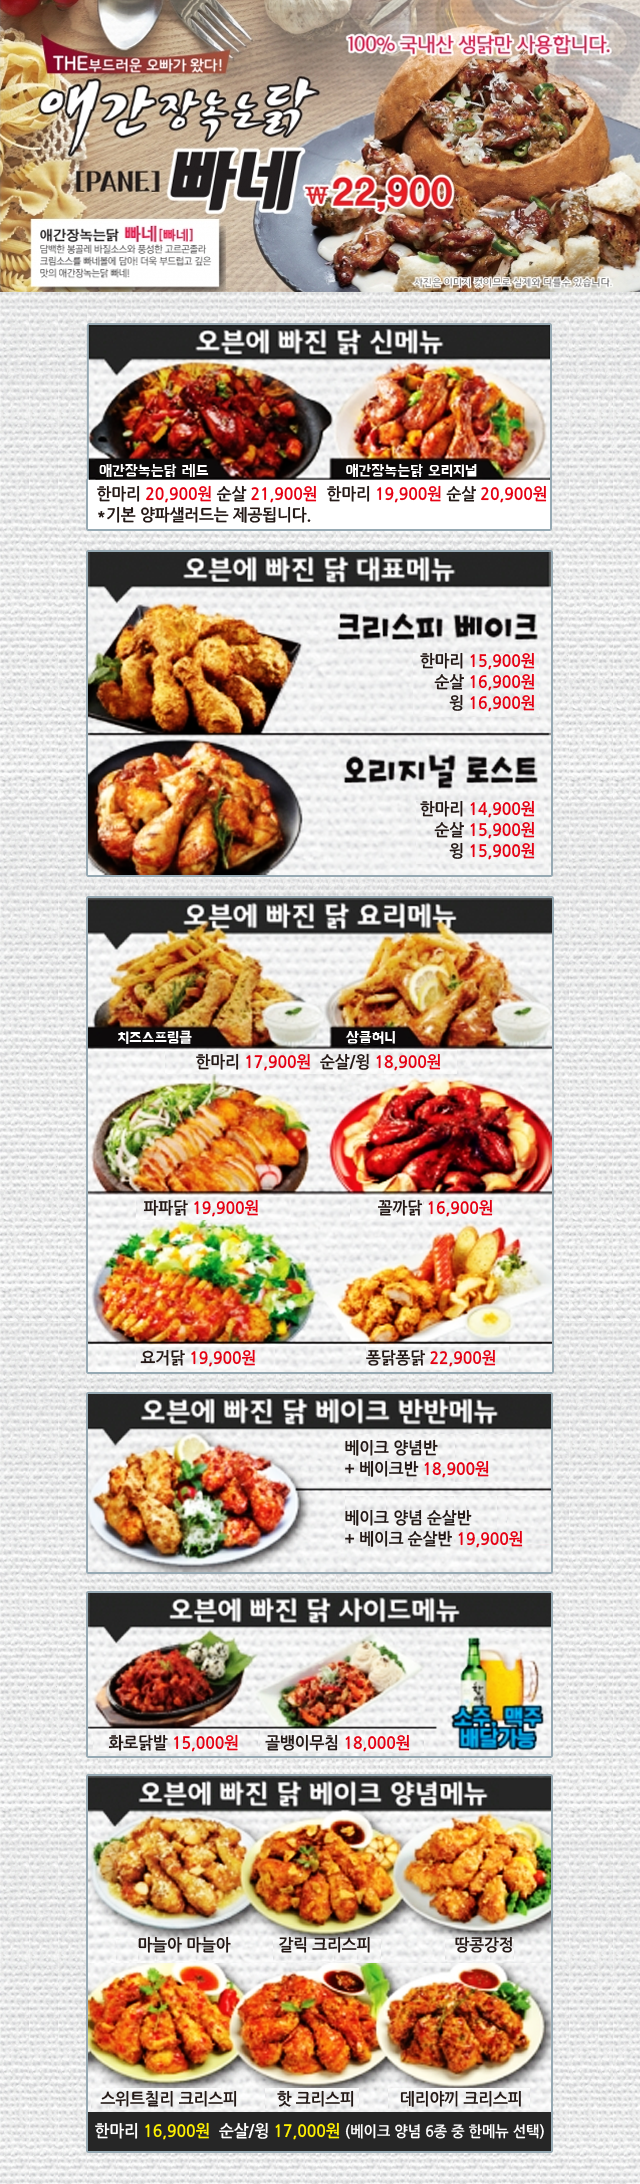 100% 국내산 생닭만 사용합니다.
THE부드러운 오빠가 왔다!
애간장녹는닭
[PANE] 빠네 ₩22,900
애간장녹는닭 빠네[빠네]
담백한 봉골레 바질소스와 풍성한 고르곤졸라
크림소스를 빠네볼에 담아! 더욱 부드럽고 깊은
맛의 애간장녹는닭 빠네!
사진은 이미지 컷이므로 실제와 다를수 있습니다.
오븐에 빠진 닭 신메뉴
애간장녹는닭 레드 애간장녹는닭 오리지널
한마리 20,900원 순살 21,900원 한마리 19,900원 순살 20,900원
*기본 양파샐러드는 제공됩니다.
오븐에 빠진 닭 대표메뉴
크리스피 베이크
한마리 15,900원
순살 16,900원
윙 16,900원
오리지널 로스트
한마리 14,900원
순살 15,900원
윙 15,900원
오븐에 빠진 닭 요리메뉴
치즈스프링클 상큼허니
한마리 17,900원 순살/윙 18,900원
파파닭 19,900원 꼴까닭 16,900원
요거닭 19,900원 퐁닭퐁닭 22,900원
오븐에 빠진 닭 베이크 반반메뉴
베이크 양념반
+ 베이크반 18,900원
베이크 양념 순살반
+ 베이크 순살반 19,900원
오븐에 빠진 닭 사이드메뉴
소주 맥주
배달가능
화로닭발 15,000원 골뱅이무침 18,000원
오븐에 빠진 닭 베이크 양념메뉴
마늘아 마늘아 갈릭 크리스피 땅콩강정
스위트칠리 크리스피 핫 크리스피 데리야끼 크리스피
한마리 16,900원 순살/윙 17,000원 (베이크 양념 6종 중 한메뉴 선택)